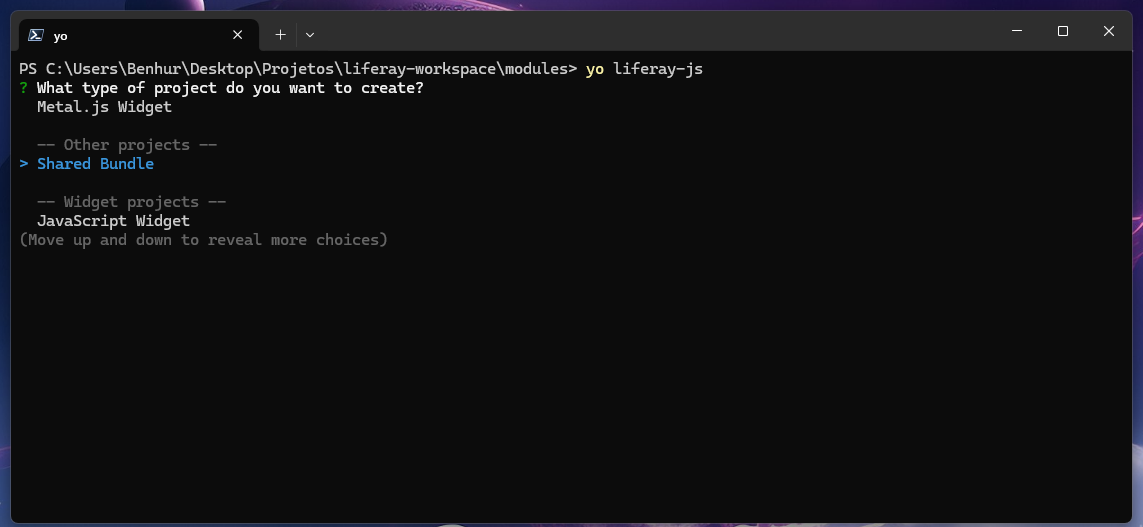 yo
PS C:\Users\Benhur\Desktop\Projetos\liferay-workspace\modules> yo liferay-js
? What type of project do you want to create?
Metal.js Widget
-- Other projects --
> Shared Bundle
-- Widget projects --
JavaScript Widget
(Move up and down to reveal more choices)